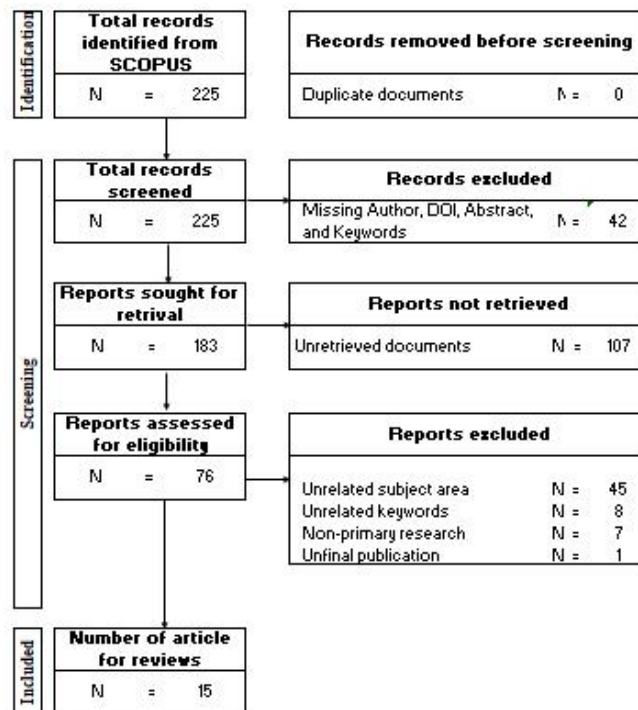 Identification
Total records
identified from
SCOPUS
N = 225
Records removed before screening
Duplicate documents N = 0
Screening
Total records
screened
N = 225
Records excluded
Missing Author, DOI, Abstract,
and Keywords N = 42
Reports sought for
retrival
N = 183
Reports not retrieved
Unretrieved documents N = 107
Reports assessed
for eligibility
N = 76
Reports excluded
Unrelated subject area N = 45
Unrelated keywords N = 8
Non-primary research N = 7
Unfinal publication N = 1
Included
Number of article
for reviews
N = 15